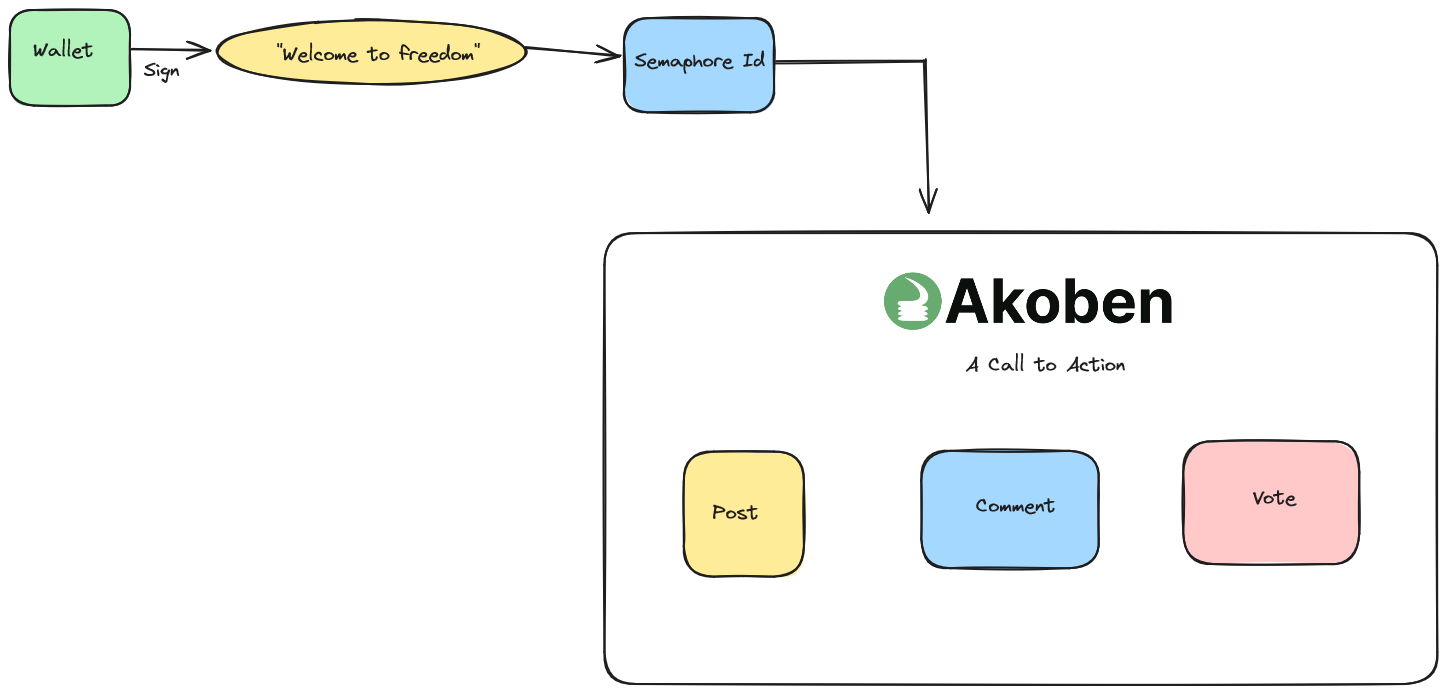 Wallet
Sign
"Welcome to freedom"
Semaphore Id
Akoben
A Call to Action
Post
Comment
Vote